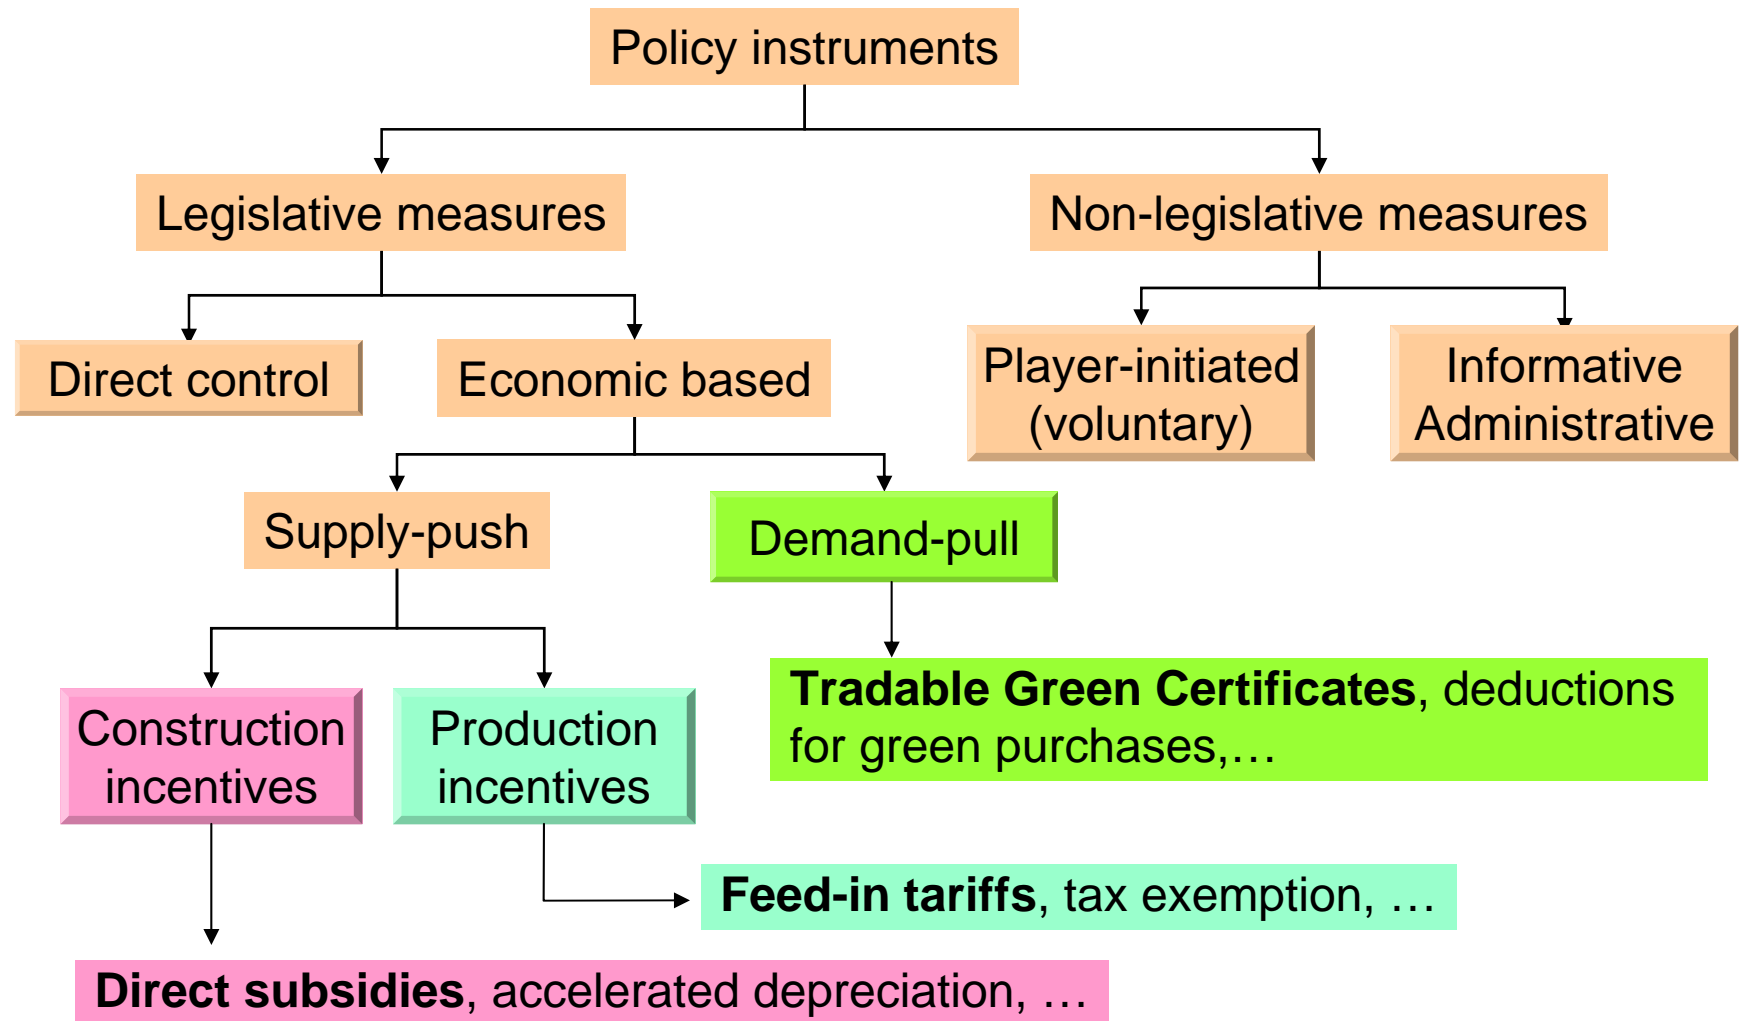 Policy instruments
Legislative measures
Non-legislative measures
Direct control
Economic based
Player-initiated
(voluntary)
Informative
Administrative
Supply-push
Demand-pull
Construction
incentives
Production
incentives
Tradable Green Certificates, deductions
for green purchases,…
Feed-in tariffs, tax exemption, …
Direct subsidies, accelerated depreciation, …